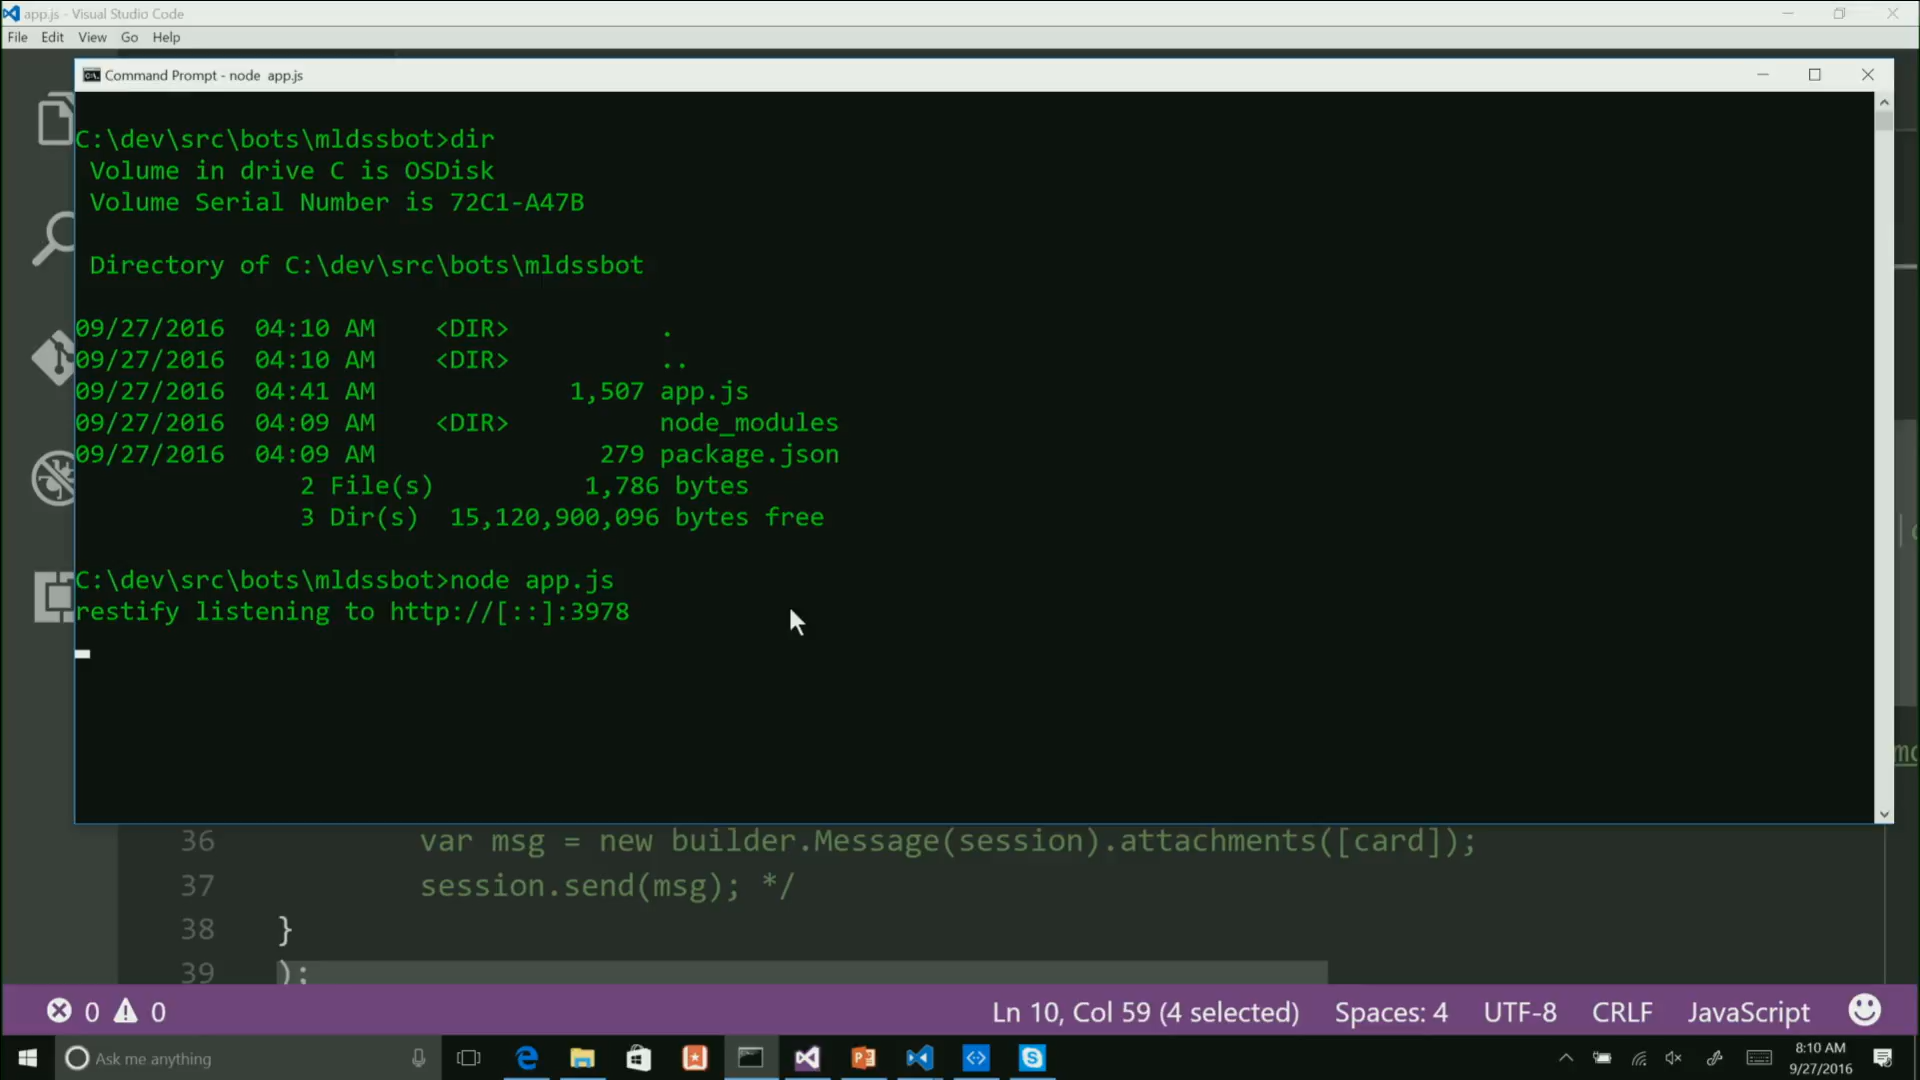 app.js - Visual Studio Code
File Edit View Go Help
Command Prompt - node  app.js
C:\dev\src\bots\mldssbot>dir
Volume in drive C is OSDisk
Volume Serial Number is 72C1-A47B
Directory of C:\dev\src\bots\mldssbot
09/27/2016  04:10 AM    <DIR>          .
09/27/2016  04:10 AM    <DIR>          ..
09/27/2016  04:41 AM             1,507 app.js
09/27/2016  04:09 AM    <DIR>          node_modules
09/27/2016  04:09 AM               279 package.json
2 File(s)          1,786 bytes
3 Dir(s)  15,120,900,096 bytes free
C:\dev\src\bots\mldssbot>node app.js
restify listening to http://[::]:3978
36 var msg = new builder.Message(session).attachments([card]);
37 session.send(msg); */
38 }
39 );
0 0 Ln 10, Col 59 (4 selected) Spaces: 4 UTF-8 CRLF JavaScript
Ask me anything
8:10 AM
9/27/2016